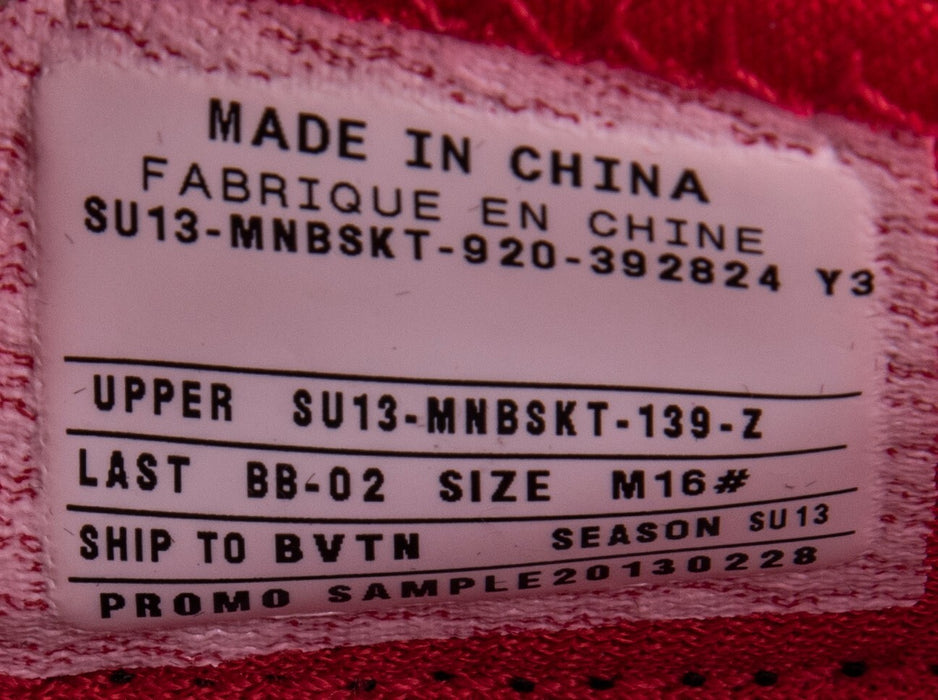 MADE IN CHINA
FABRIQUE EN CHINE
SU13-MNBSKT-920-392824 Y3
UPPER SU13-MNBSKT-139-Z
LAST BB-02 SIZE M16#
SHIP TO BVTN SEASON SU13
PROMO SAMPLE20130228